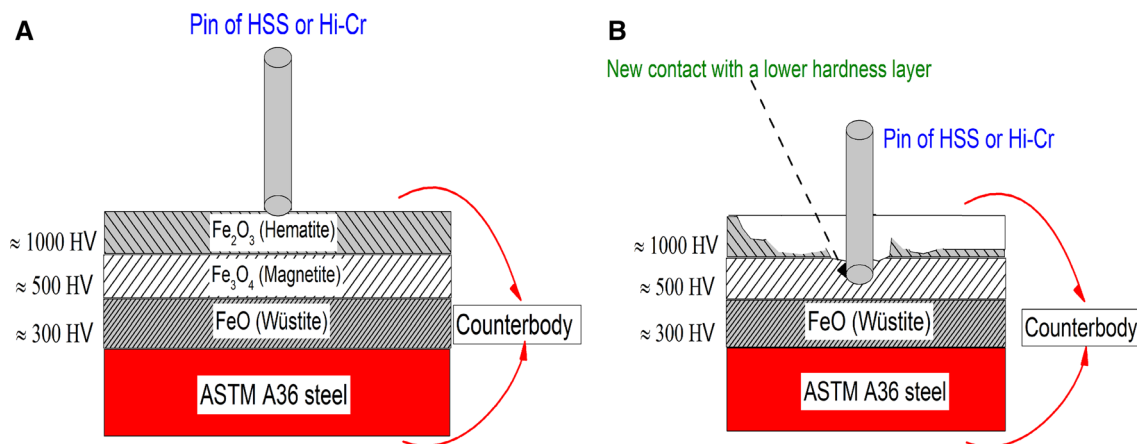 A
Pin of HSS or Hi-Cr
Fe₂O₃ (Hematite)
≈ 1000 HV
Fe₃O₄ (Magnetite)
≈ 500 HV
FeO (Wüstite)
≈ 300 HV
Counterbody
ASTM A36 steel
B
New contact with a lower hardness layer
Pin of HSS or Hi-Cr
≈ 1000 HV
≈ 500 HV
FeO (Wüstite)
≈ 300 HV
Counterbody
ASTM A36 steel